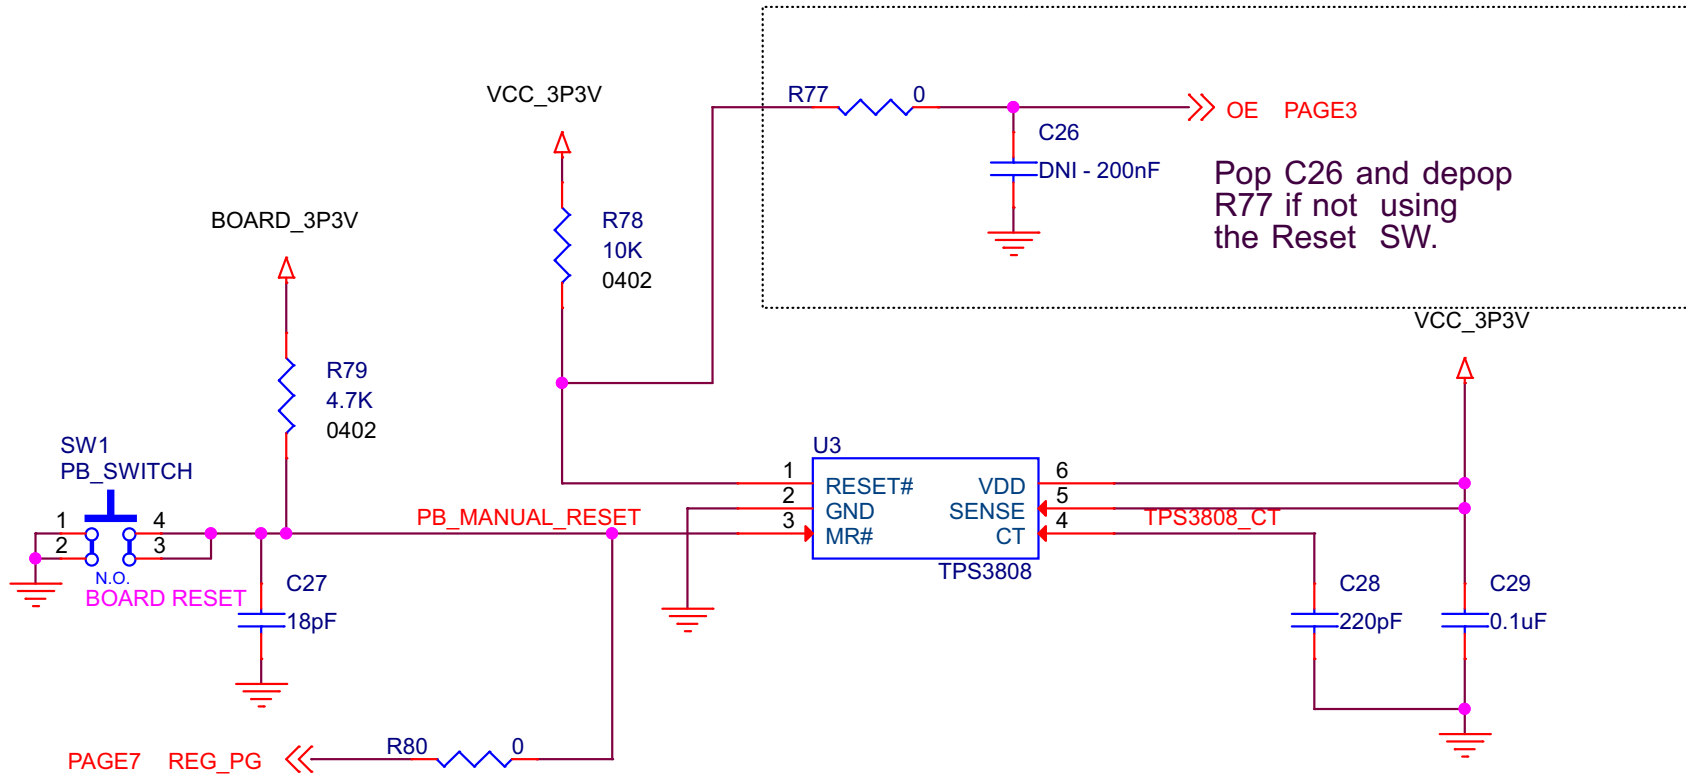 VCC_3P3V
R77
0
OE PAGE3
C26
DNI - 200nF
Pop C26 and depop
R77 if not using
the Reset SW.
BOARD_3P3V
R78
10K
0402
VCC_3P3V
R79
4.7K
0402
SW1
PB_SWITCH
1
2
4
3
N.O.
BOARD RESET
C27
18pF
PB_MANUAL_RESET
U3
1
2
3
RESET#
GND
MR#
VDD
SENSE
CT
6
5
4
TPS3808
TPS3808_CT
C28
220pF
C29
0.1uF
PAGE7 REG_PG
R80
0